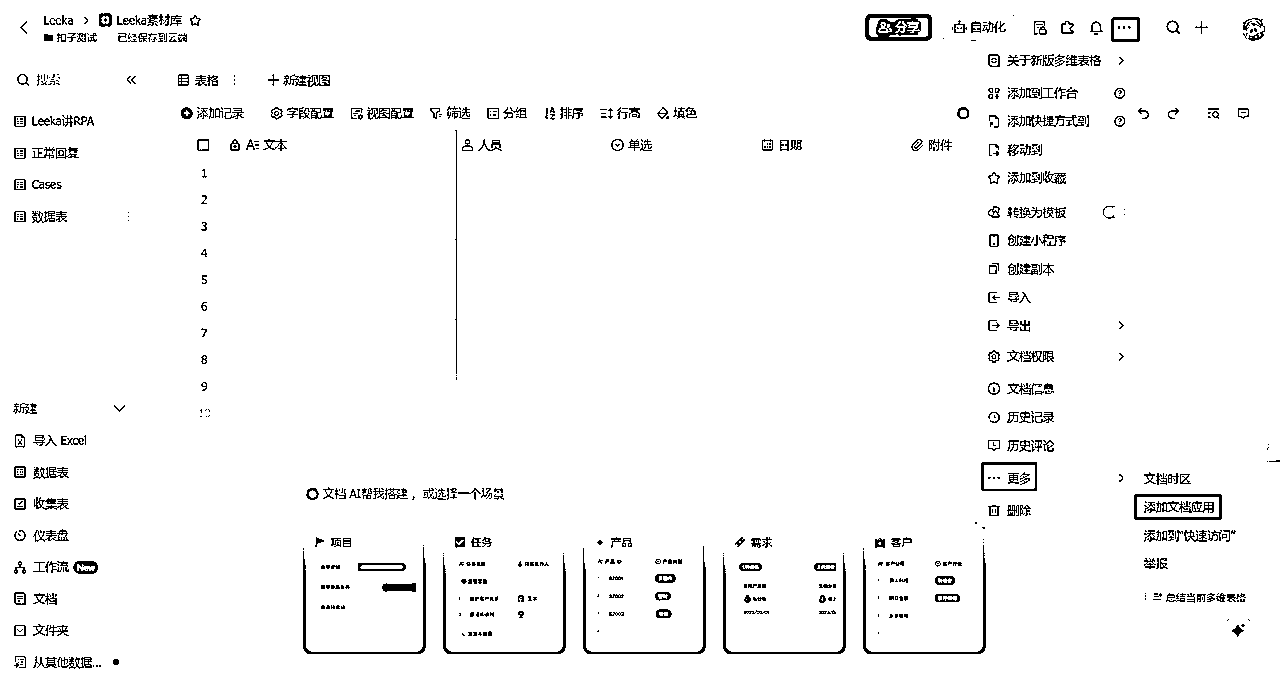 Leeka > Leeka素材库
扣子测试 已经保存到云端
分享
自动化
搜索
表格
新建视图
添加记录 字段配置 视图配置 筛选 分组 排序 行高 填色
文本 人员 单选 日期 附件
Leeka讲RPA
正常回复
Cases
数据表
1
2
3
4
5
6
7
8
9
10
新建
导入 Excel
数据表
收集表
仪表盘
工作流 New
文档
文件夹
从其他数据...
文档 AI帮我搭建，或选择一个场景
项目
任务
产品
需求
客户
关于新版多维表格
添加到工作台
添加快捷方式到
移动到
添加到收藏
转换为模板
创建小程序
创建副本
导入
导出
文档权限
文档信息
历史记录
历史评论
更多
删除
文档时区
添加文档应用
添加到“快速访问”
举报
总结当前多维表格